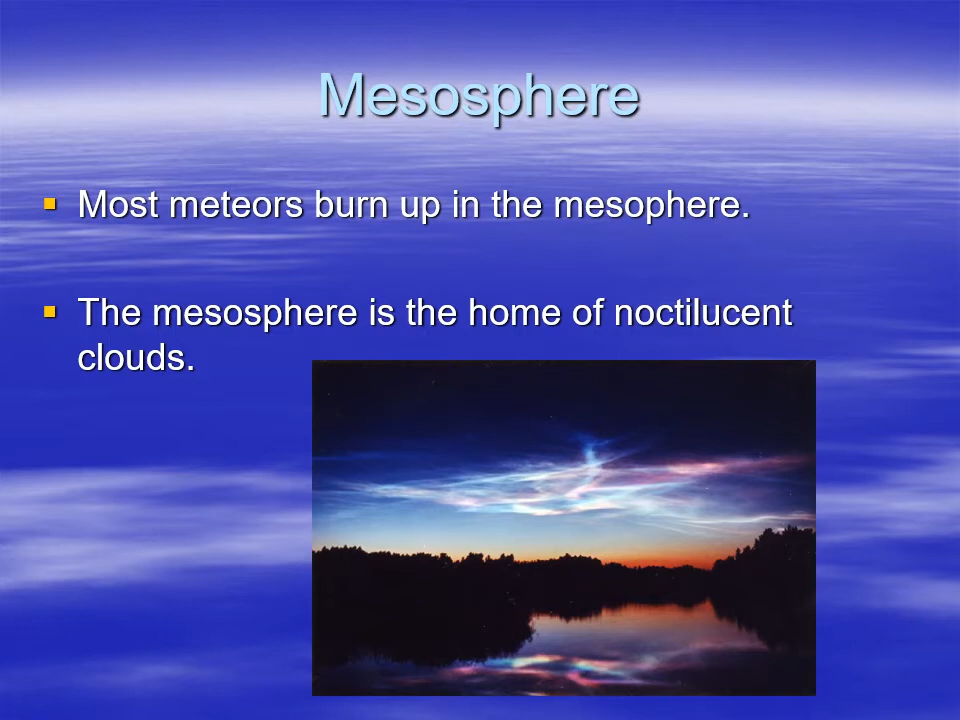 Mesosphere
Most meteors burn up in the mesophere.
The mesosphere is the home of noctilucent
clouds.